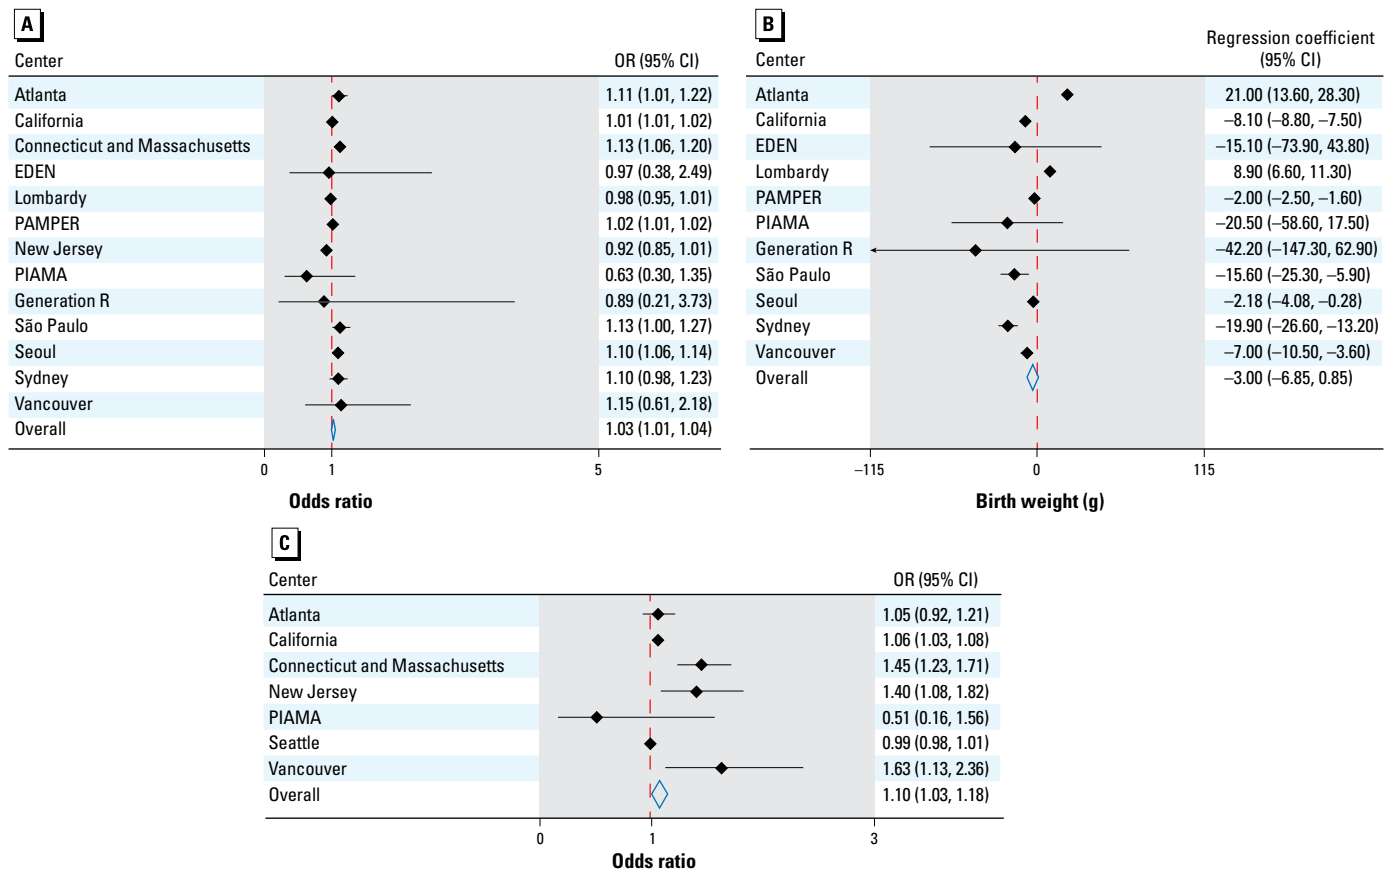 A
Center OR (95% CI)
Atlanta 1.11 (1.01, 1.22)
California 1.01 (1.01, 1.02)
Connecticut and Massachusetts 1.13 (1.06, 1.20)
EDEN 0.97 (0.38, 2.49)
Lombardy 0.98 (0.95, 1.01)
PAMPER 1.02 (1.01, 1.02)
New Jersey 0.92 (0.85, 1.01)
PIAMA 0.63 (0.30, 1.35)
Generation R 0.89 (0.21, 3.73)
São Paulo 1.13 (1.00, 1.27)
Seoul 1.10 (1.06, 1.14)
Sydney 1.10 (0.98, 1.23)
Vancouver 1.15 (0.61, 2.18)
Overall 1.03 (1.01, 1.04)
0 1 5
Odds ratio
B
Regression coefficient
Center (95% CI)
Atlanta 21.00 (13.60, 28.30)
California –8.10 (–8.80, –7.50)
EDEN –15.10 (–73.90, 43.80)
Lombardy 8.90 (6.60, 11.30)
PAMPER –2.00 (–2.50, –1.60)
PIAMA –20.50 (–58.60, 17.50)
Generation R –42.20 (–147.30, 62.90)
São Paulo –15.60 (–25.30, –5.90)
Seoul –2.18 (–4.08, –0.28)
Sydney –19.90 (–26.60, –13.20)
Vancouver –7.00 (–10.50, –3.60)
Overall –3.00 (–6.85, 0.85)
–115 0 115
Birth weight (g)
C
Center OR (95% CI)
Atlanta 1.05 (0.92, 1.21)
California 1.06 (1.03, 1.08)
Connecticut and Massachusetts 1.45 (1.23, 1.71)
New Jersey 1.40 (1.08, 1.82)
PIAMA 0.51 (0.16, 1.56)
Seattle 0.99 (0.98, 1.01)
Vancouver 1.63 (1.13, 2.36)
Overall 1.10 (1.03, 1.18)
0 1 3
Odds ratio